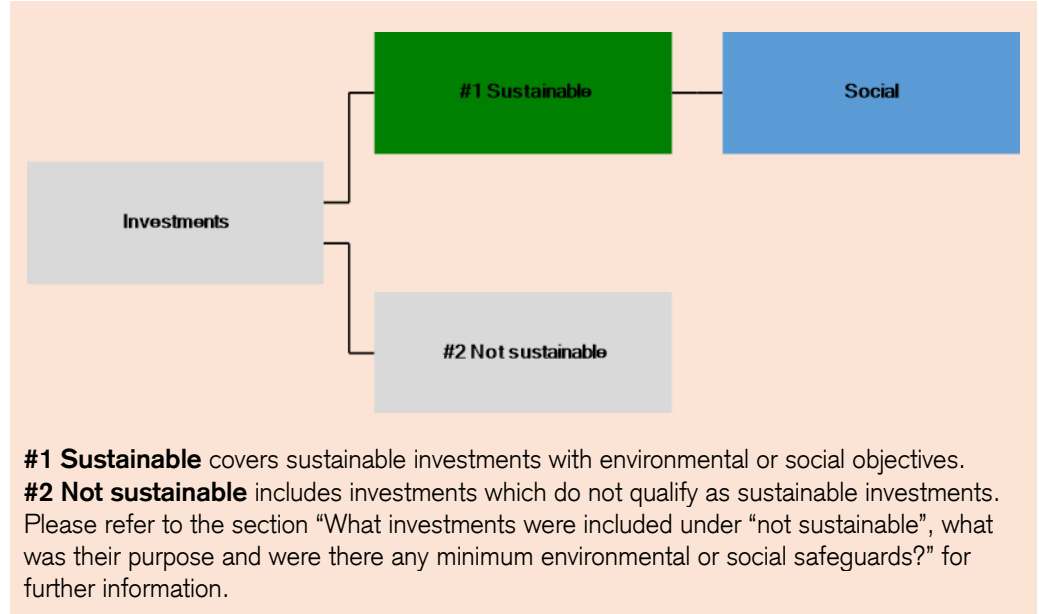 #1 Sustainable
Social
Investments
#2 Not sustainable
#1 Sustainable covers sustainable investments with environmental or social objectives.
#2 Not sustainable includes investments which do not qualify as sustainable investments.
Please refer to the section “What investments were included under “not sustainable”, what
was their purpose and were there any minimum environmental or social safeguards?” for
further information.